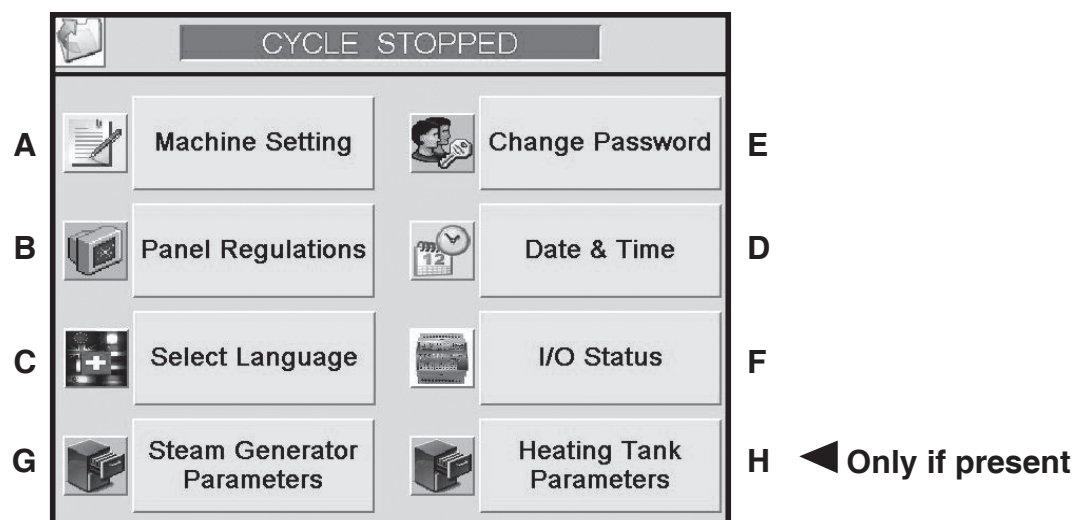 CYCLE STOPPED
A Machine Setting Change Password E
B Panel Regulations Date & Time D
12
C Select Language I/O Status F
G Steam Generator Parameters Heating Tank Parameters H Only if present